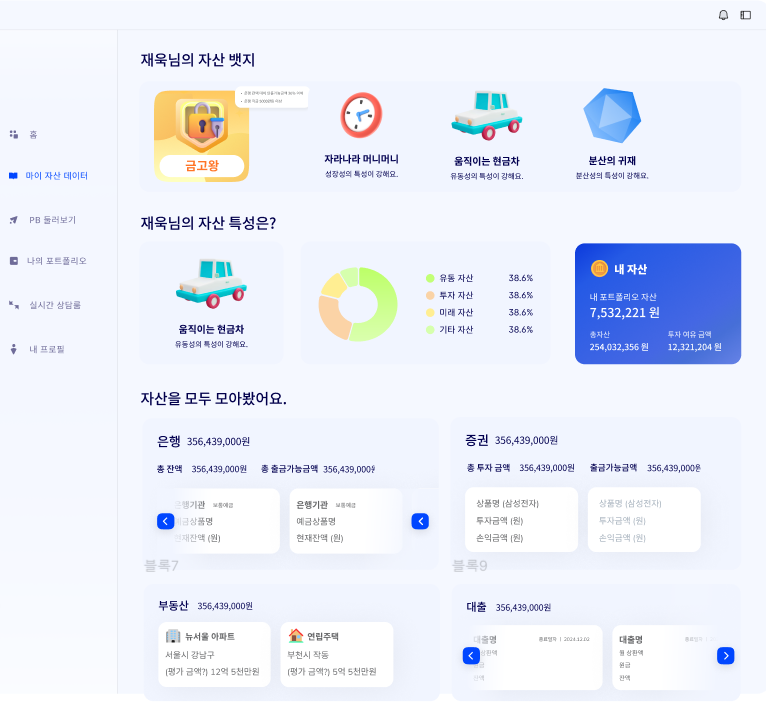 재욱님의 자산 뱃지
금고왕
자라나라 머니머니
성장성의 특성이 강해요.
움직이는 현금차
유동성의 특성이 강해요.
분산의 귀재
분산성의 특성이 강해요.
홈
마이 자산 데이터
PB 둘러보기
나의 포트폴리오
실시간 상담룸
내 프로필
재욱님의 자산 특성은?
움직이는 현금차
유동성의 특성이 강해요.
유동 자산 38.6%
투자 자산 38.6%
미래 자산 38.6%
기타 자산 38.6%
내 자산
내 포트폴리오 자산
7,532,221 원
총자산 투자 여유 금액
254,032,356 원 12,321,204 원
자산을 모두 모아봤어요.
은행 356,439,000원
총 잔액 356,439,000원 총 출금가능금액 356,439,000원
은행기관 보통예금
예금상품명
현재잔액 (원)
은행기관 보통예금
예금상품명
현재잔액 (원)
블록7
증권 356,439,000원
총 투자 금액 356,439,000원 출금가능금액 356,439,000원
상품명 (삼성전자)
투자금액 (원)
손익금액 (원)
상품명 (삼성전자)
투자금액 (원)
손익금액 (원)
블록9
부동산 356,439,000원
뉴서울 아파트
서울시 강남구
(평가 금액?) 12억 5천만원
연립주택
부천시 작동
(평가 금액?) 5억 5천만원
대출 356,439,000원
대출명 종료일자 | 2024.12.03
월 상환액
원금
잔액
대출명
월 상환액
원금
잔액